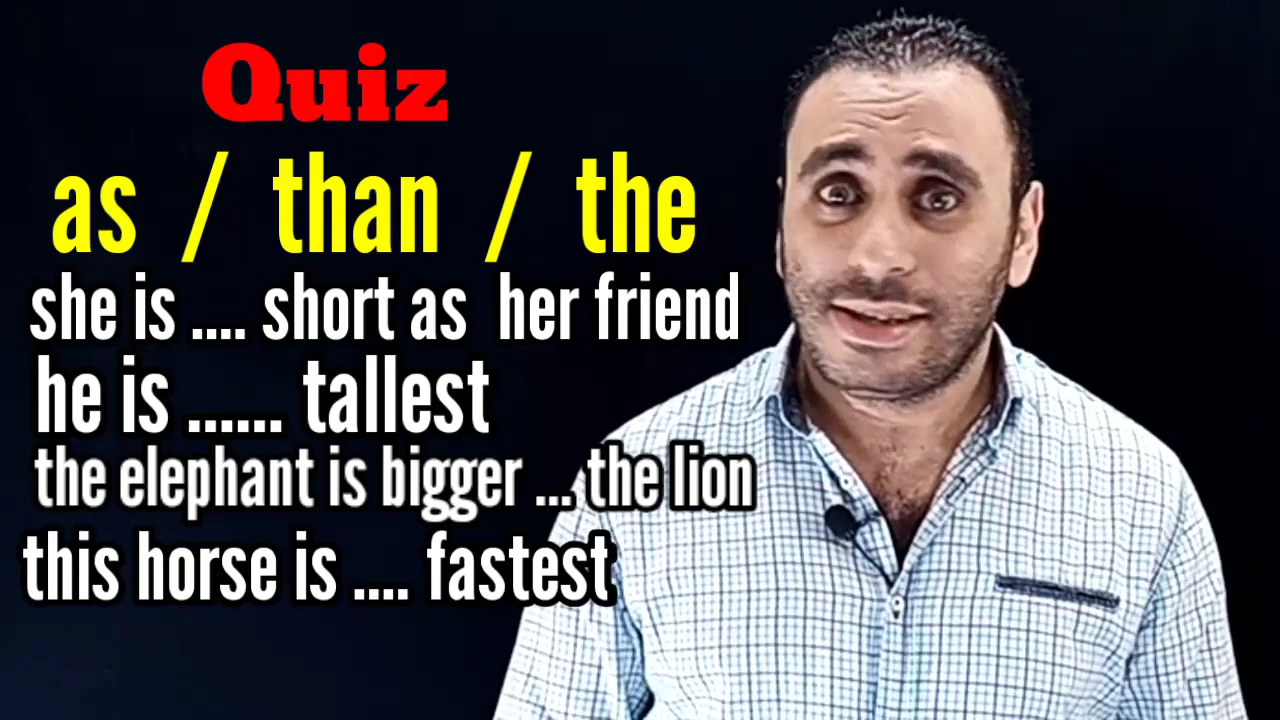 Quiz
as / than / the
she is .... short as her friend
he is ....... tallest
the elephant is bigger ... the lion
this horse is .... fastest